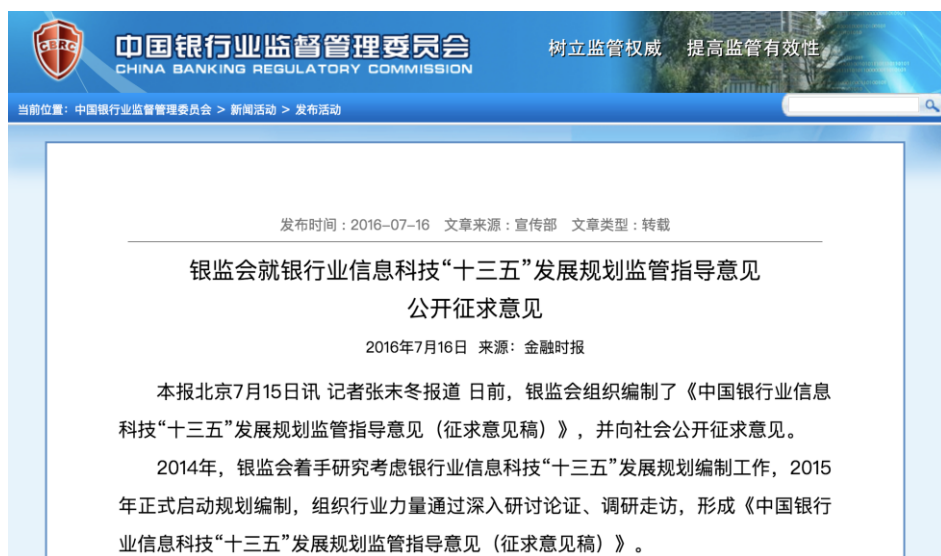 CBRC
中国银行业监督管理委员会
CHINA BANKING REGULATORY COMMISSION
树立监管权威 提高监管有效性
当前位置：中国银行业监督管理委员会 > 新闻活动 > 发布活动
发布时间：2016-07-16 文章来源：宣传部 文章类型：转载
银监会就银行业信息科技“十三五”发展规划监管指导意见
公开征求意见
2016年7月16日 来源：金融时报
本报北京7月15日讯 记者张末冬报道 日前，银监会组织编制了《中国银行业信息
科技“十三五”发展规划监管指导意见（征求意见稿）》，并向社会公开征求意见。
2014年，银监会着手研究考虑银行业信息科技“十三五”发展规划编制工作，2015
年正式启动规划编制，组织行业力量通过深入研讨论证、调研走访，形成《中国银行
业信息科技“十三五”发展规划监管指导意见（征求意见稿）》。